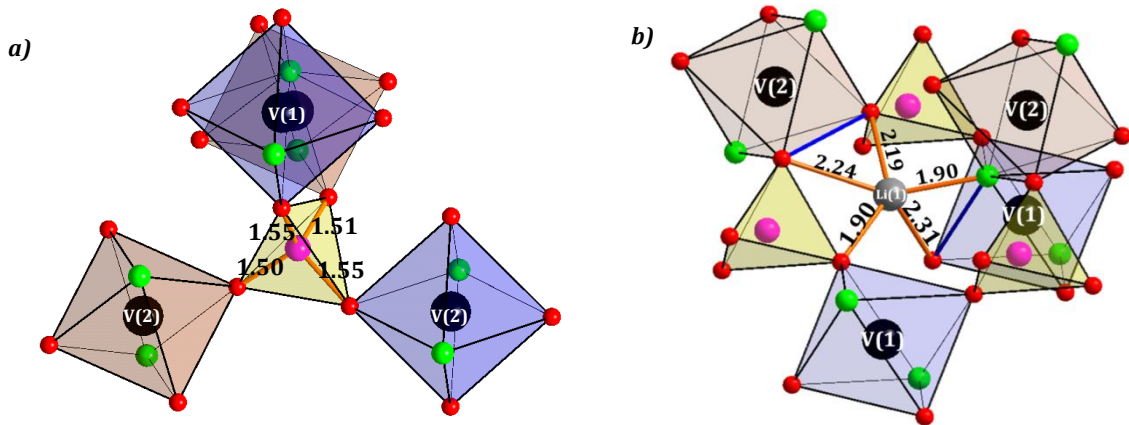 a)
V(1)
1.55
1.51
1.50
1.55
V(2)
V(2)
b)
V(2)
V(2)
2.19
2.24
1.90
Li(1)
V(1)
1.90
2.31
V(1)